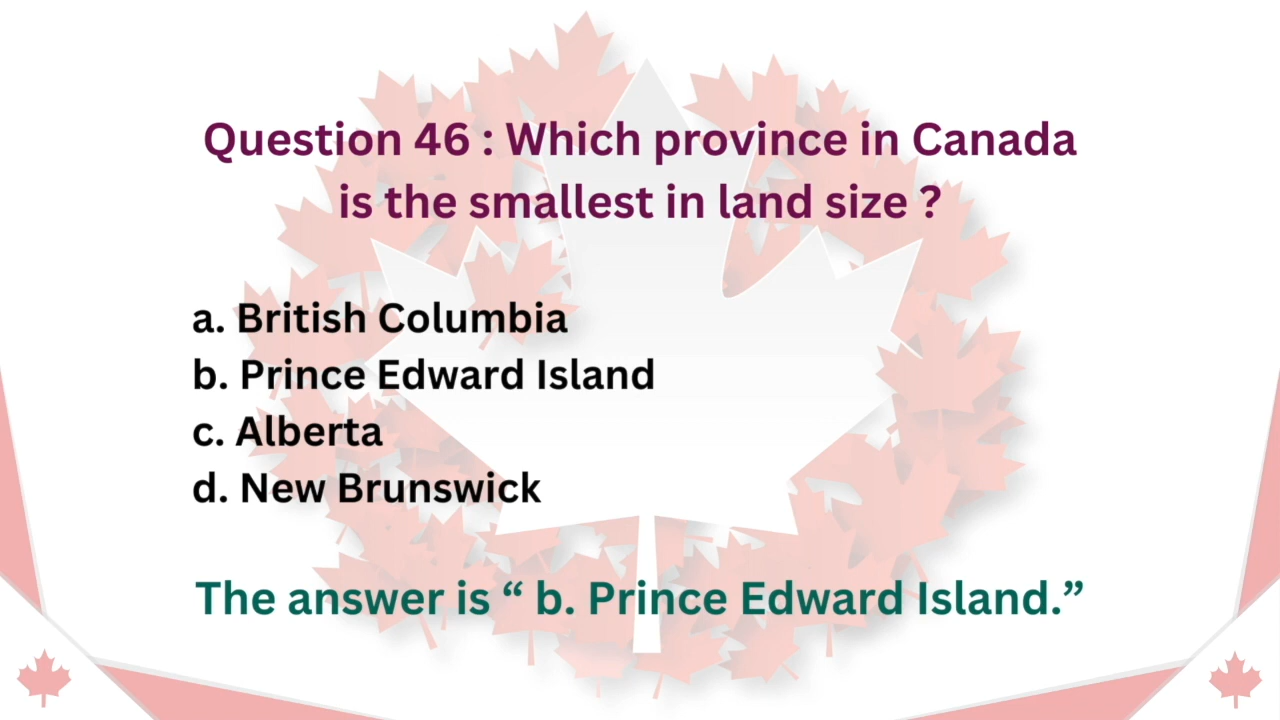 Question 46 : Which province in Canada
is the smallest in land size ?
a. British Columbia
b. Prince Edward Island
c. Alberta
d. New Brunswick
The answer is “ b. Prince Edward Island.”